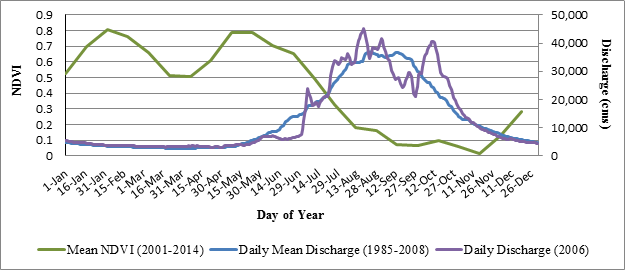 0.9
0.8
0.7
0.6
0.5
0.4
0.3
0.2
0.1
0
NDVI
50,000
40,000
30,000
20,000
10,000
0
Discharge (cms)
1-Jan
16-Jan
31-Jan
15-Feb
1-Mar
16-Mar
31-Mar
15-Apr
30-Apr
15-May
30-May
14-Jun
29-Jun
14-Jul
29-Jul
13-Aug
28-Aug
12-Sep
27-Sep
12-Oct
27-Oct
11-Nov
26-Nov
11-Dec
26-Dec
Day of Year
Mean NDVI (2001-2014) Daily Mean Discharge (1985-2008) Daily Discharge (2006)